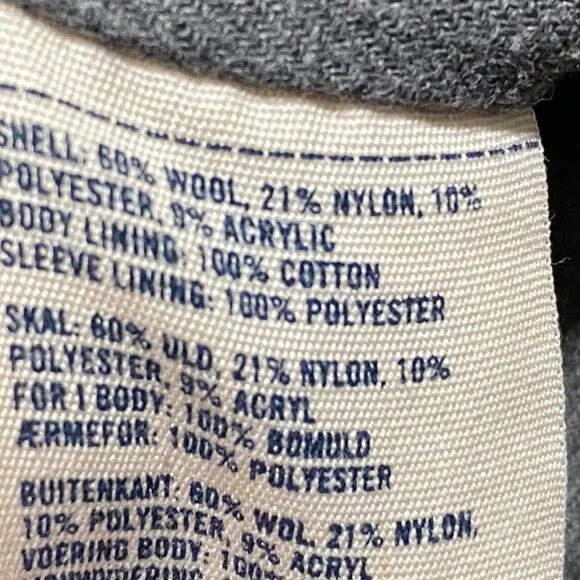 SHELL: 60% WOOL, 21% NYLON, 10%
POLYESTER, 9% ACRYLIC
BODY LINING: 100% COTTON
SLEEVE LINING: 100% POLYESTER
SKAL: 60% ULD, 21% NYLON, 10%
POLYESTER, 9% ACRYL
FOR I BODY: 100% BOMULD
ÆRMEFOR: 100% POLYESTER
BUITENKANT: 60% WOL, 21% NYLON,
10% POLYESTER, 9% ACRYL
VOERING BODY: 100%